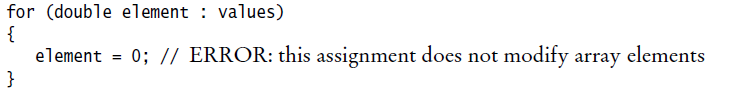 for (double element : values)
{
   element = 0; // ERROR: this assignment does not modify array elements
}